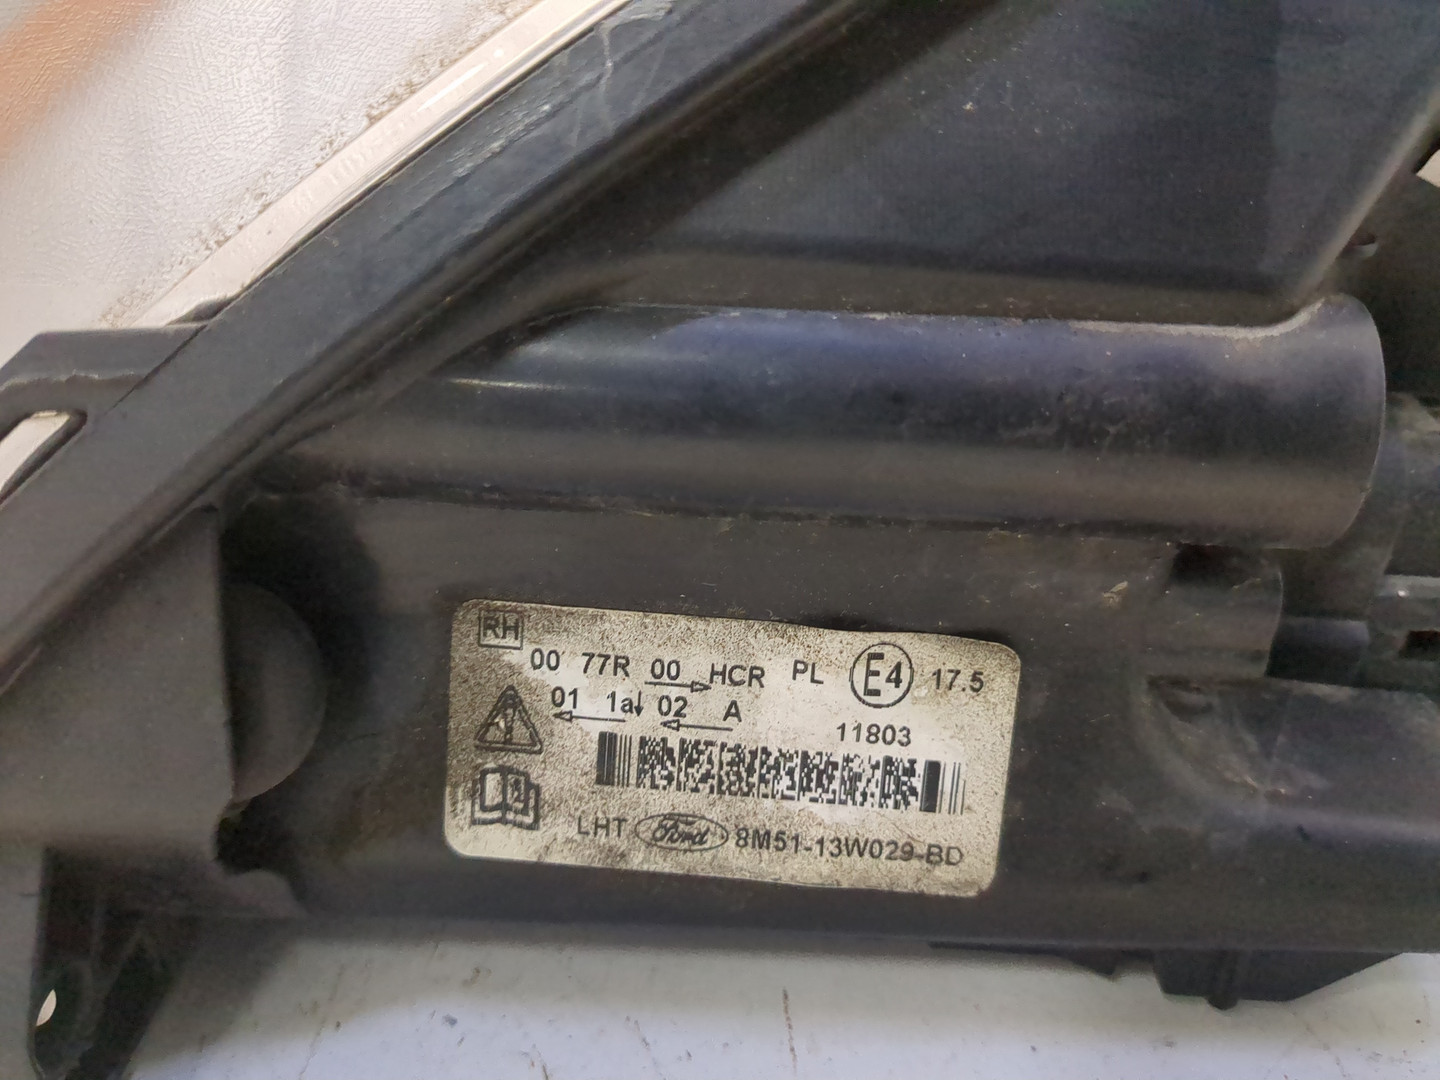 RH
00 77R 00 HCR PL E4 17.5
01 1a 02 A
11803
LHT Ford 8M51-13W029-BD